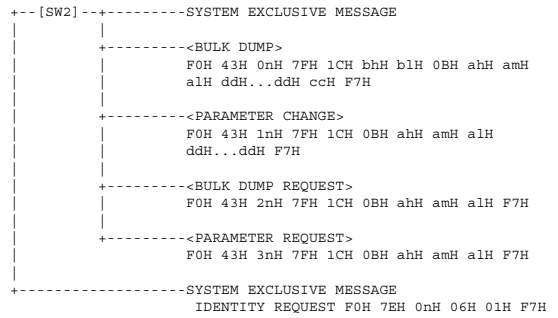 +--[SW2]--+---------SYSTEM EXCLUSIVE MESSAGE
|         |
|         +---------<BULK DUMP>
|         |         F0H 43H 0nH 7FH 1CH bhH blH 0BH ahH amH
|         |         alH ddH...ddH ccH F7H
|         |
|         +---------<PARAMETER CHANGE>
|         |         F0H 43H 1nH 7FH 1CH 0BH ahH amH alH
|         |         ddH...ddH F7H
|         |
|         +---------<BULK DUMP REQUEST>
|         |         F0H 43H 2nH 7FH 1CH 0BH ahH amH alH F7H
|         |
|         +---------<PARAMETER REQUEST>
|                   F0H 43H 3nH 7FH 1CH 0BH ahH amH alH F7H
|
+-------------------SYSTEM EXCLUSIVE MESSAGE
                     IDENTITY REQUEST F0H 7EH 0nH 06H 01H F7H